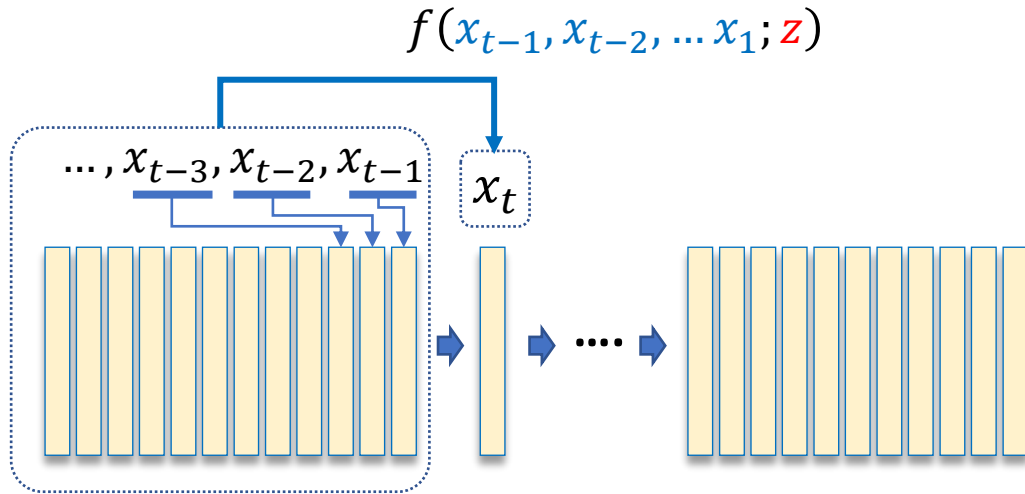 f(x_{t−1}, x_{t−2}, … x_1; z)
…, x_{t−3}, x_{t−2}, x_{t−1}
x_t
....